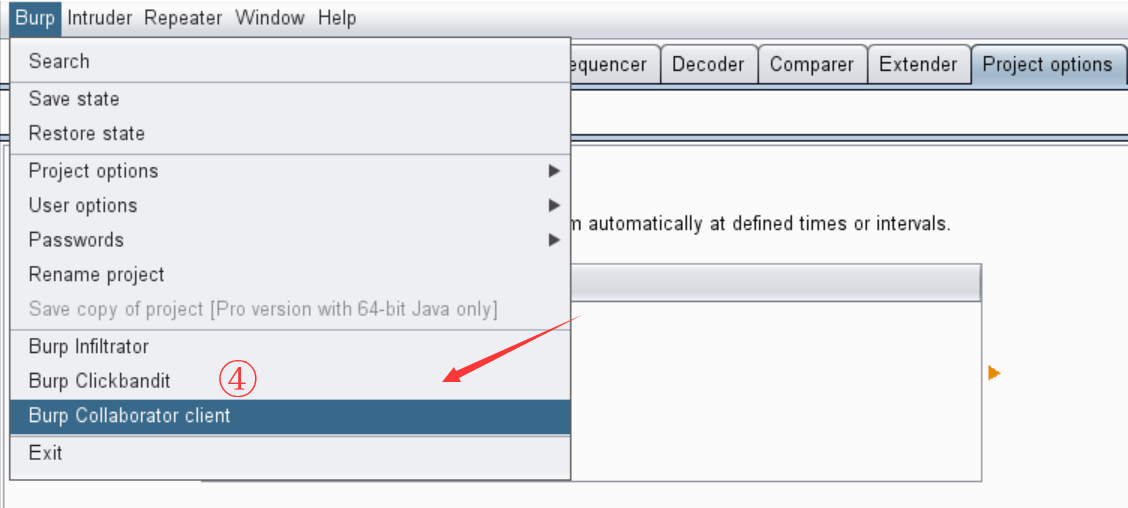 Burp Intruder Repeater Window Help
equencer Decoder Comparer Extender Project options
Search
Save state
Restore state
Project options
User options
Passwords
Rename project
Save copy of project [Pro version with 64-bit Java only]
Burp Infiltrator
Burp Clickbandit ④
Burp Collaborator client
Exit
m automatically at defined times or intervals.